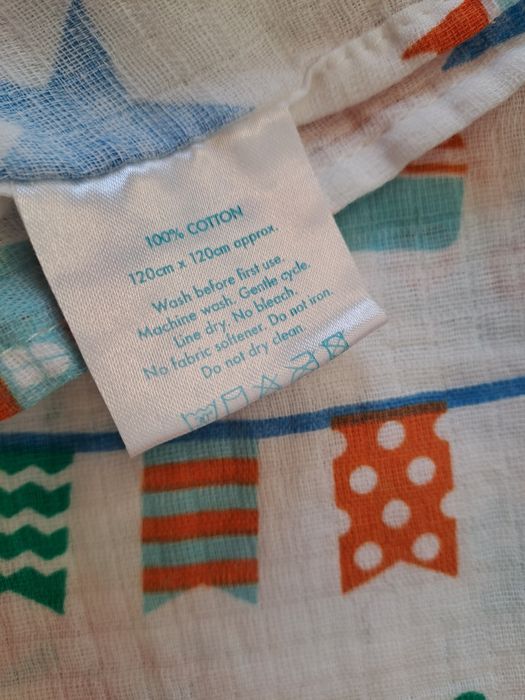 100% COTTON
120cm x 120cm approx.
Wash before first use.
Machine wash. Gentle cycle.
Line dry. No bleach.
No fabric softener. Do not iron.
Do not dry clean